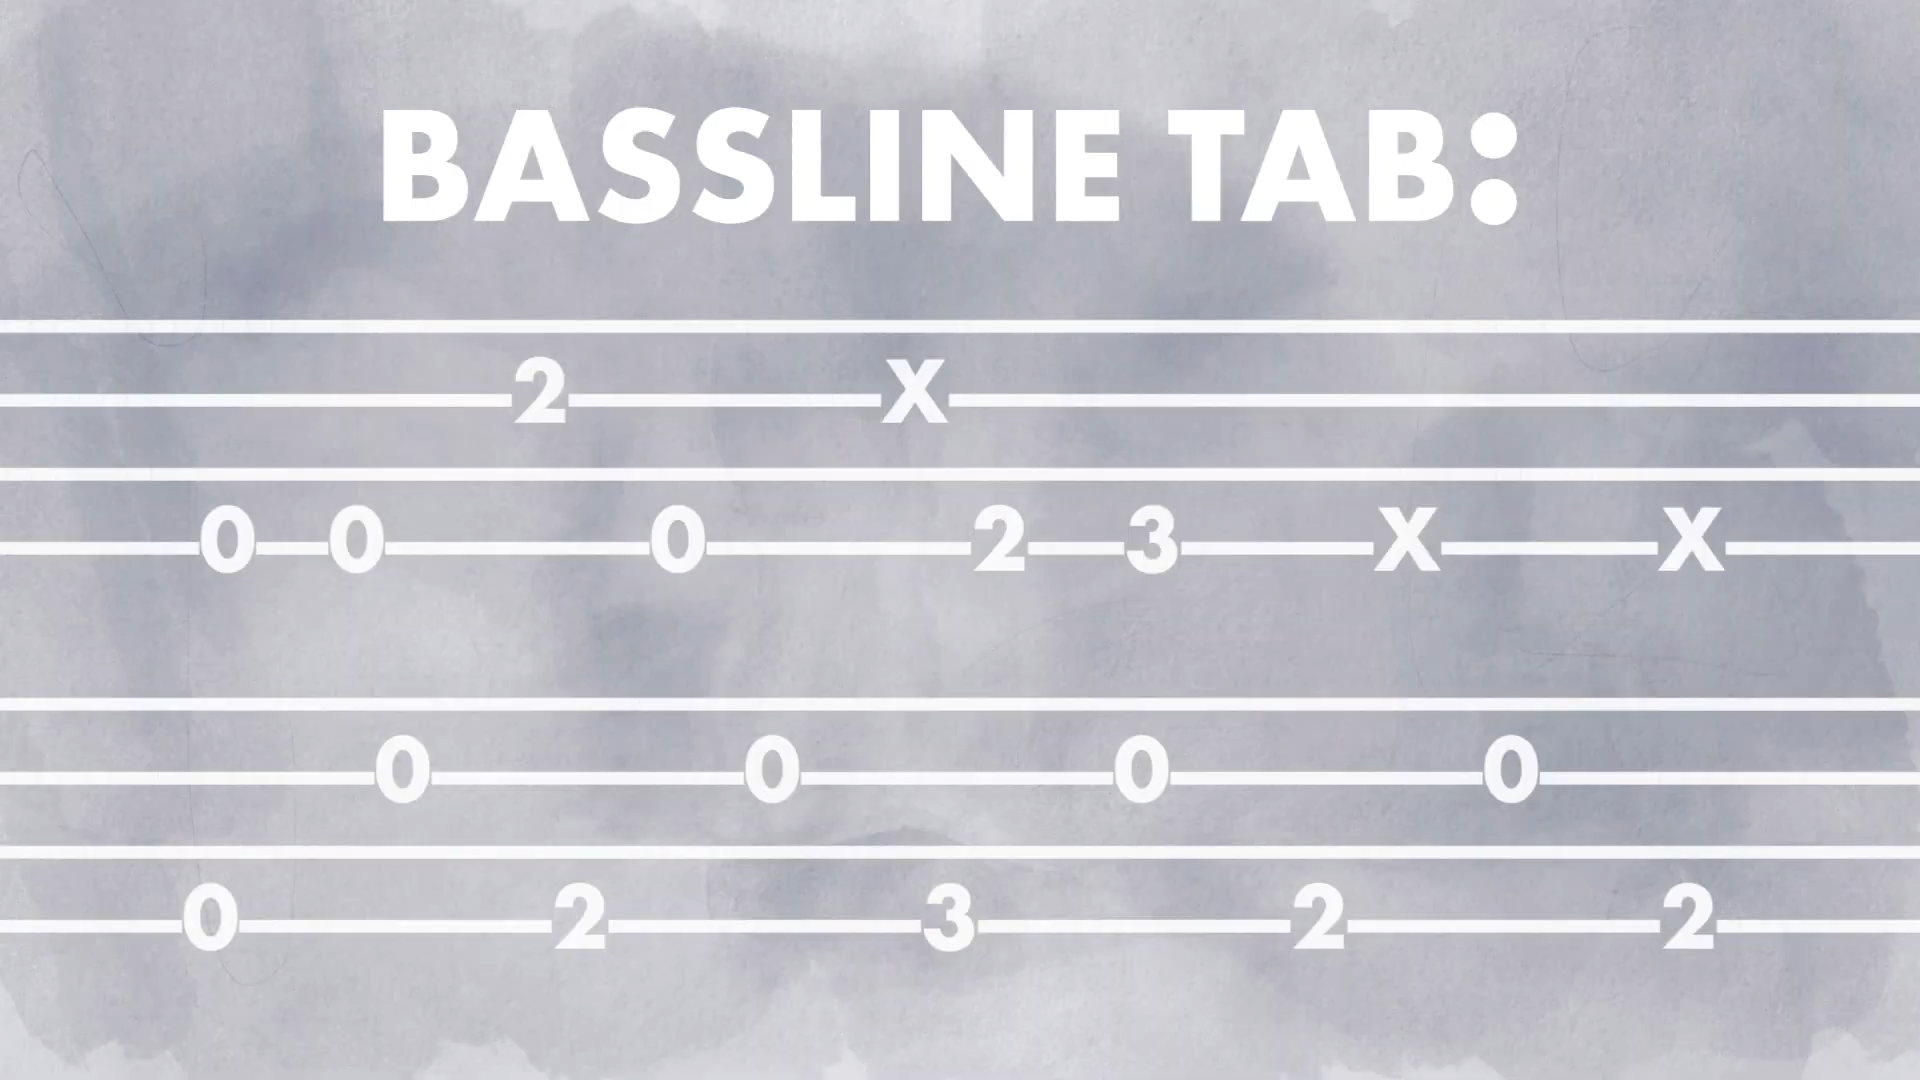 BASSLINE TAB:
2 X
0 0 0 2 3 X X
0 0 0 0
0 2 3 2 2